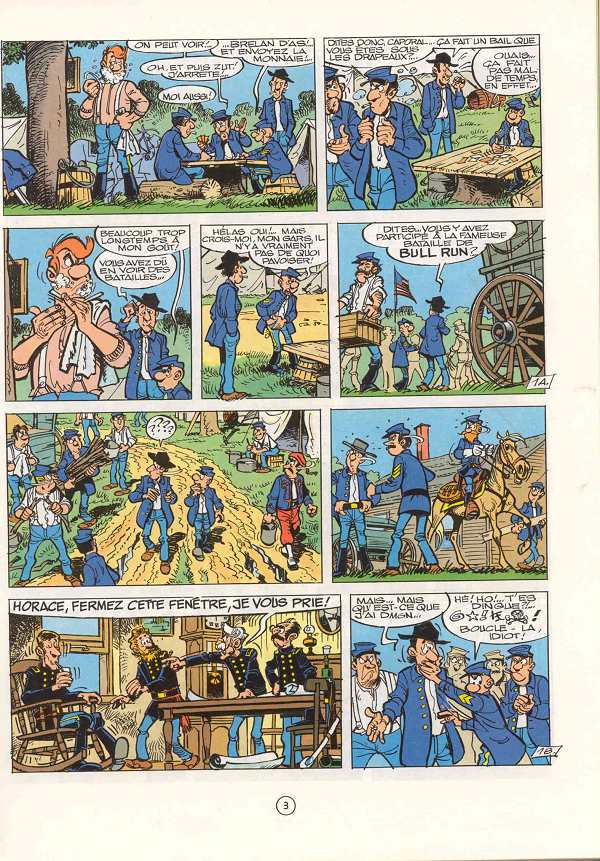 ON PEUT VOIR!..
...BRELAN D'AS!..
ET ENVOYEZ LA
MONNAIE!...
OH, ET PUIS ZUT!
J'ARRÊTE!...
MOI AUSSI!
DITES DONC, CAPORAL...
VOUS ÊTES SOUS
LES DRAPEAUX?...
...ÇA FAIT UN BAIL QUE
OUAIS...
ÇA FAIT
PAS MAL
DE TEMPS,
EN EFFET...
BEAUCOUP TROP
LONGTEMPS À
MON GOÛT!
VOUS AVEZ DÛ
EN VOIR DES
BATAILLES...
HÉLAS OUI!... MAIS
CROIS-MOI, MON GARS, IL
N'Y A VRAIMENT
PAS DE QUOI
PAVOISER!
DITES... VOUS Y AVEZ
PARTICIPÉ À LA FAMEUSE
BATAILLE DE
BULL RUN?
1A.
???
HORACE, FERMEZ CETTE FENÊTRE, JE VOUS PRIE!
MAIS... MAIS
QU'EST-CE QUE
J'AI DMGN...
HÉ! HO!... T'ES
DINGUE?...
BOUCLE-LA,
IDIOT!
1B.
3